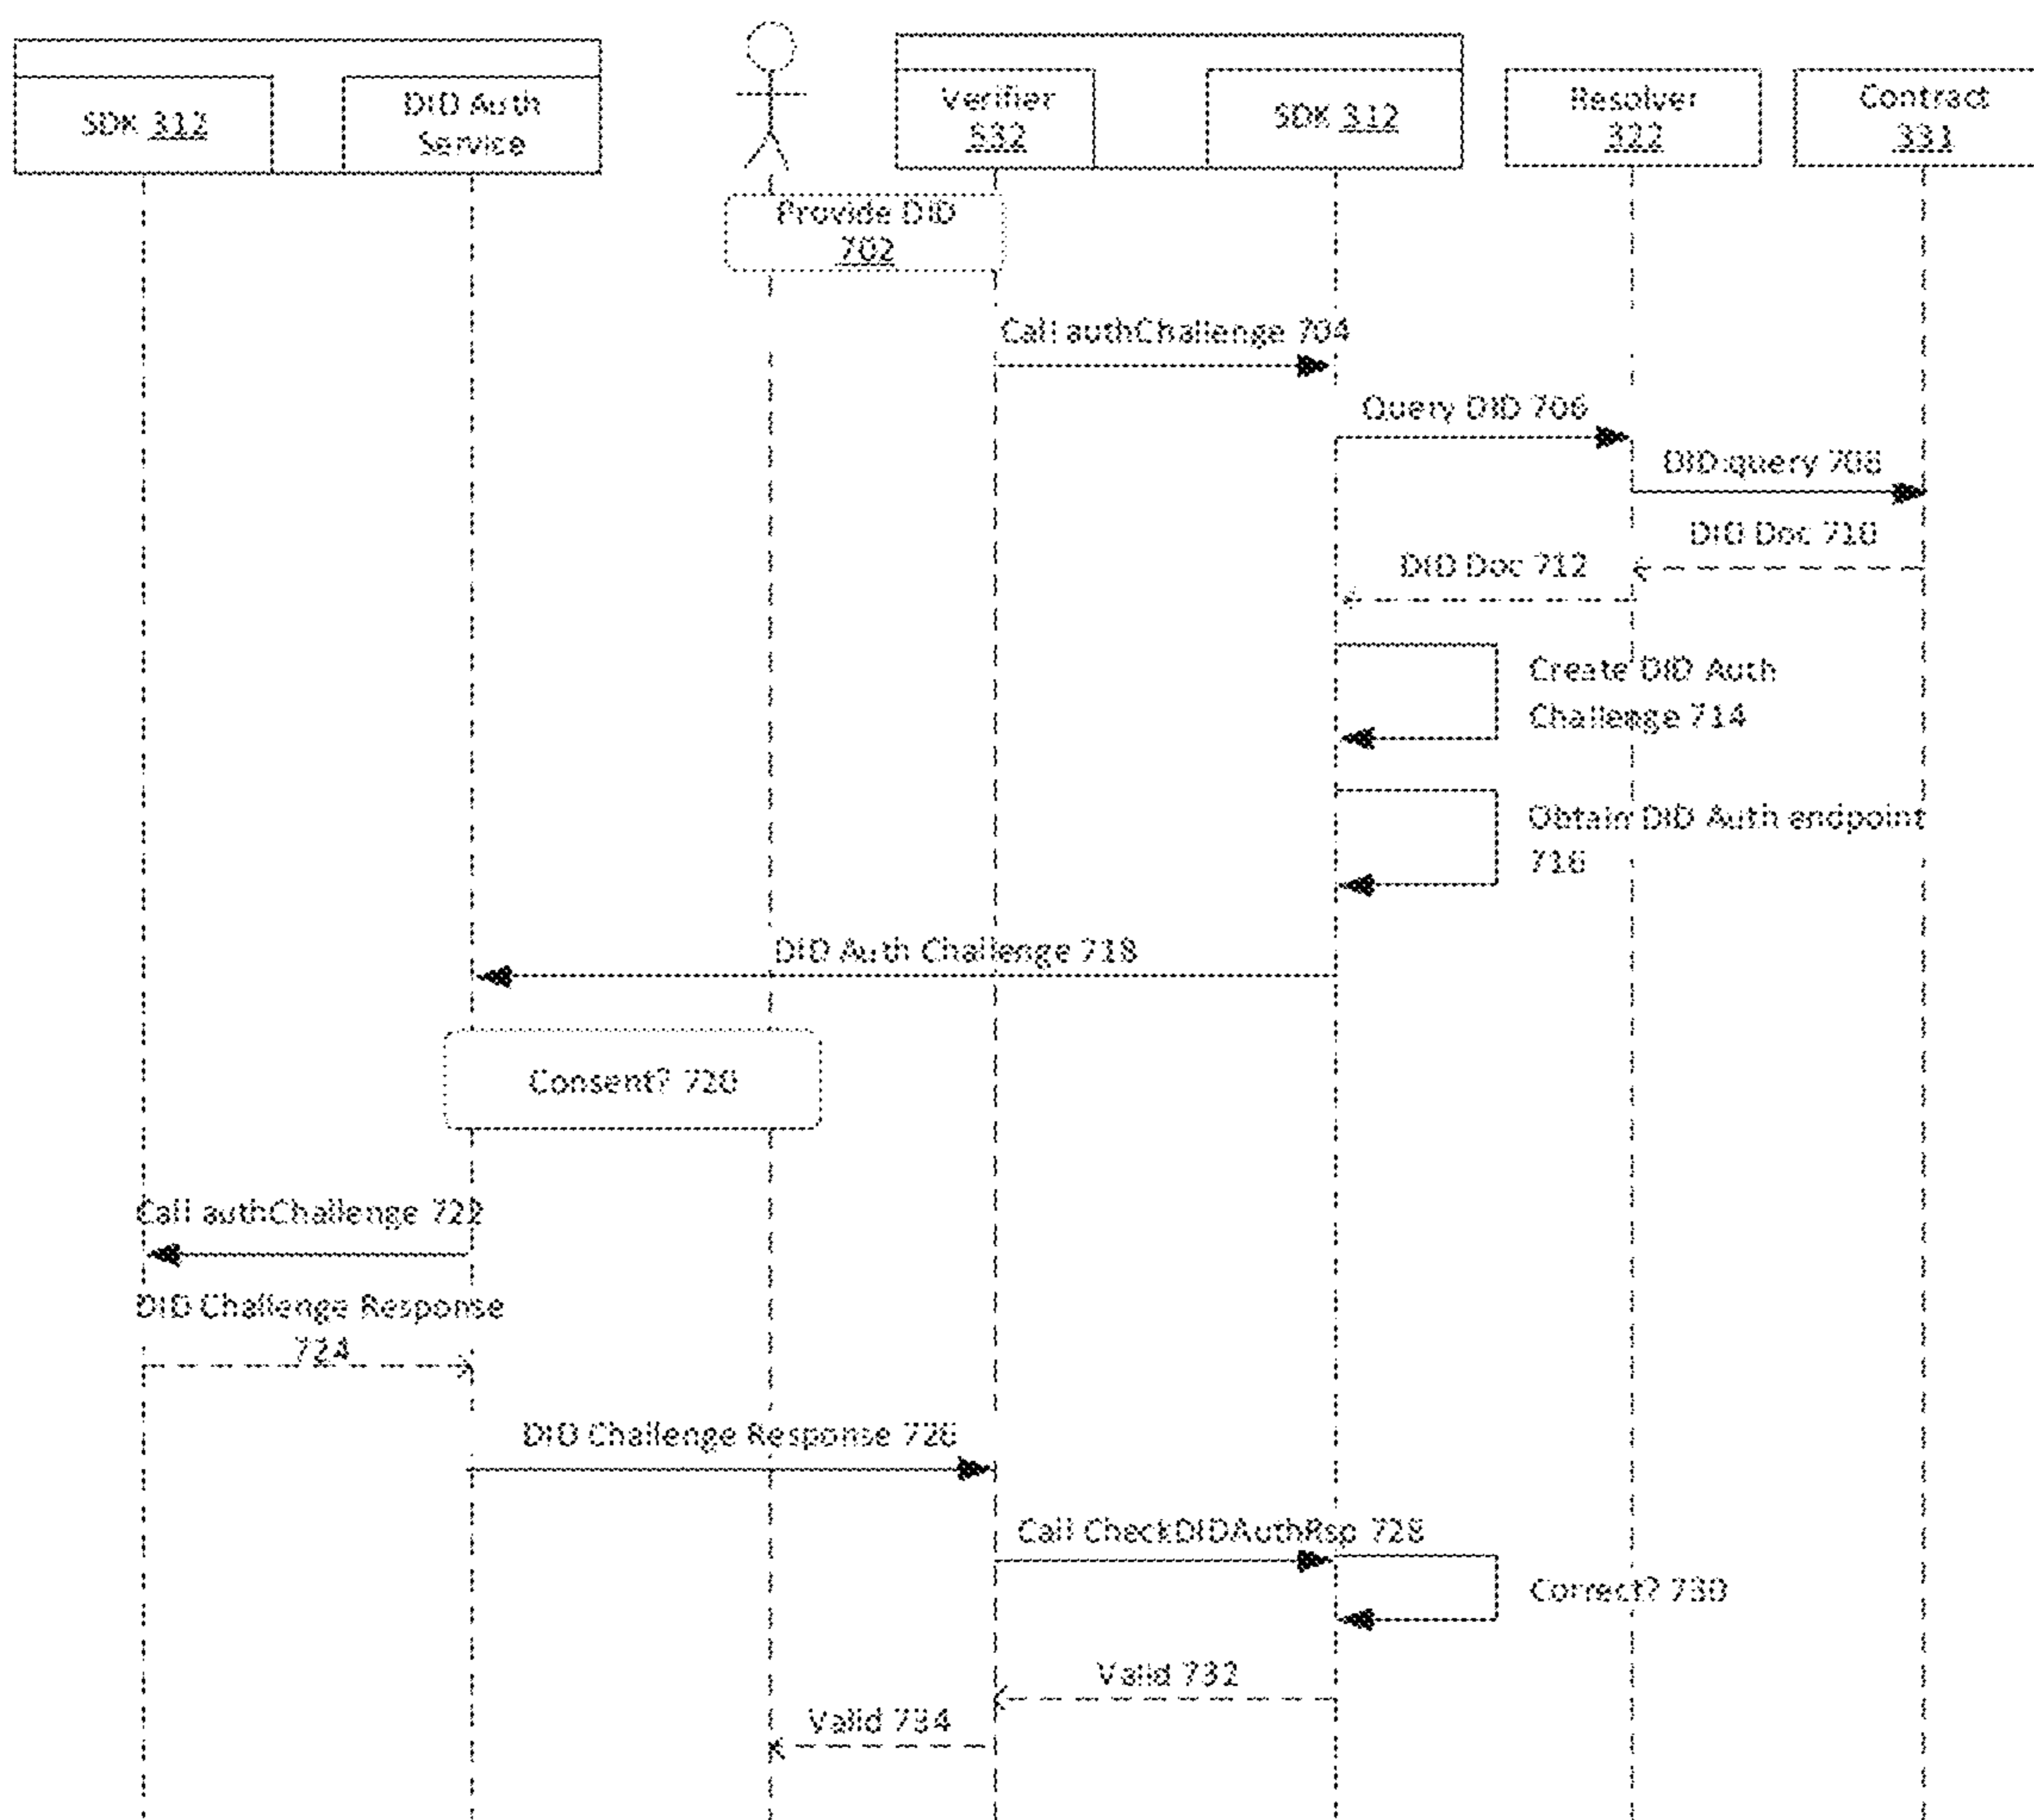 SDK 312
DID Auth
Service
Verifier
632
SDK 312
Resolver
322
Contract
331
Provide DID
702
Call authChallenge 704
Query DID 706
DID query 708
DID Doc 710
DID Doc 712
Create DID Auth
Challenge 714
Obtain DID Auth endpoint
716
DID Auth Challenge 718
Consent? 720
Call authChallenge 722
DID Challenge Response
724
DID Challenge Response 726
Call CheckDIDAuthRsp 728
Correct? 730
Valid 732
Valid 734